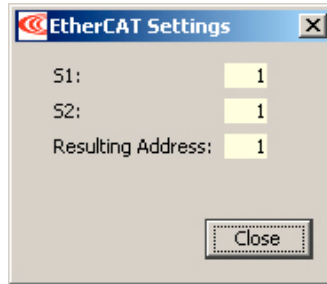 EtherCAT Settings
S1: 1
S2: 1
Resulting Address: 1
Close